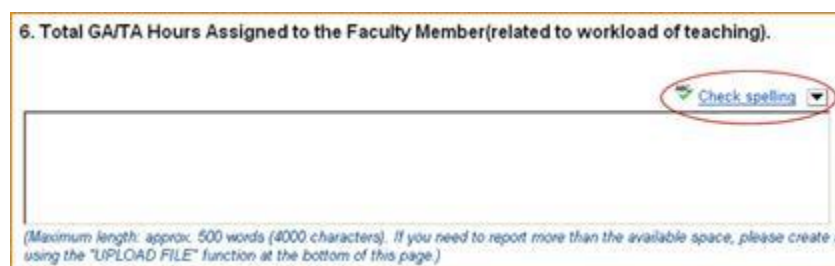 6. Total GA/TA Hours Assigned to the Faculty Member(related to workload of teaching).
Check spelling
(Maximum length: approx. 500 words (4000 characters). If you need to report more than the available space, please create
using the "UPLOAD FILE" function at the bottom of this page.)